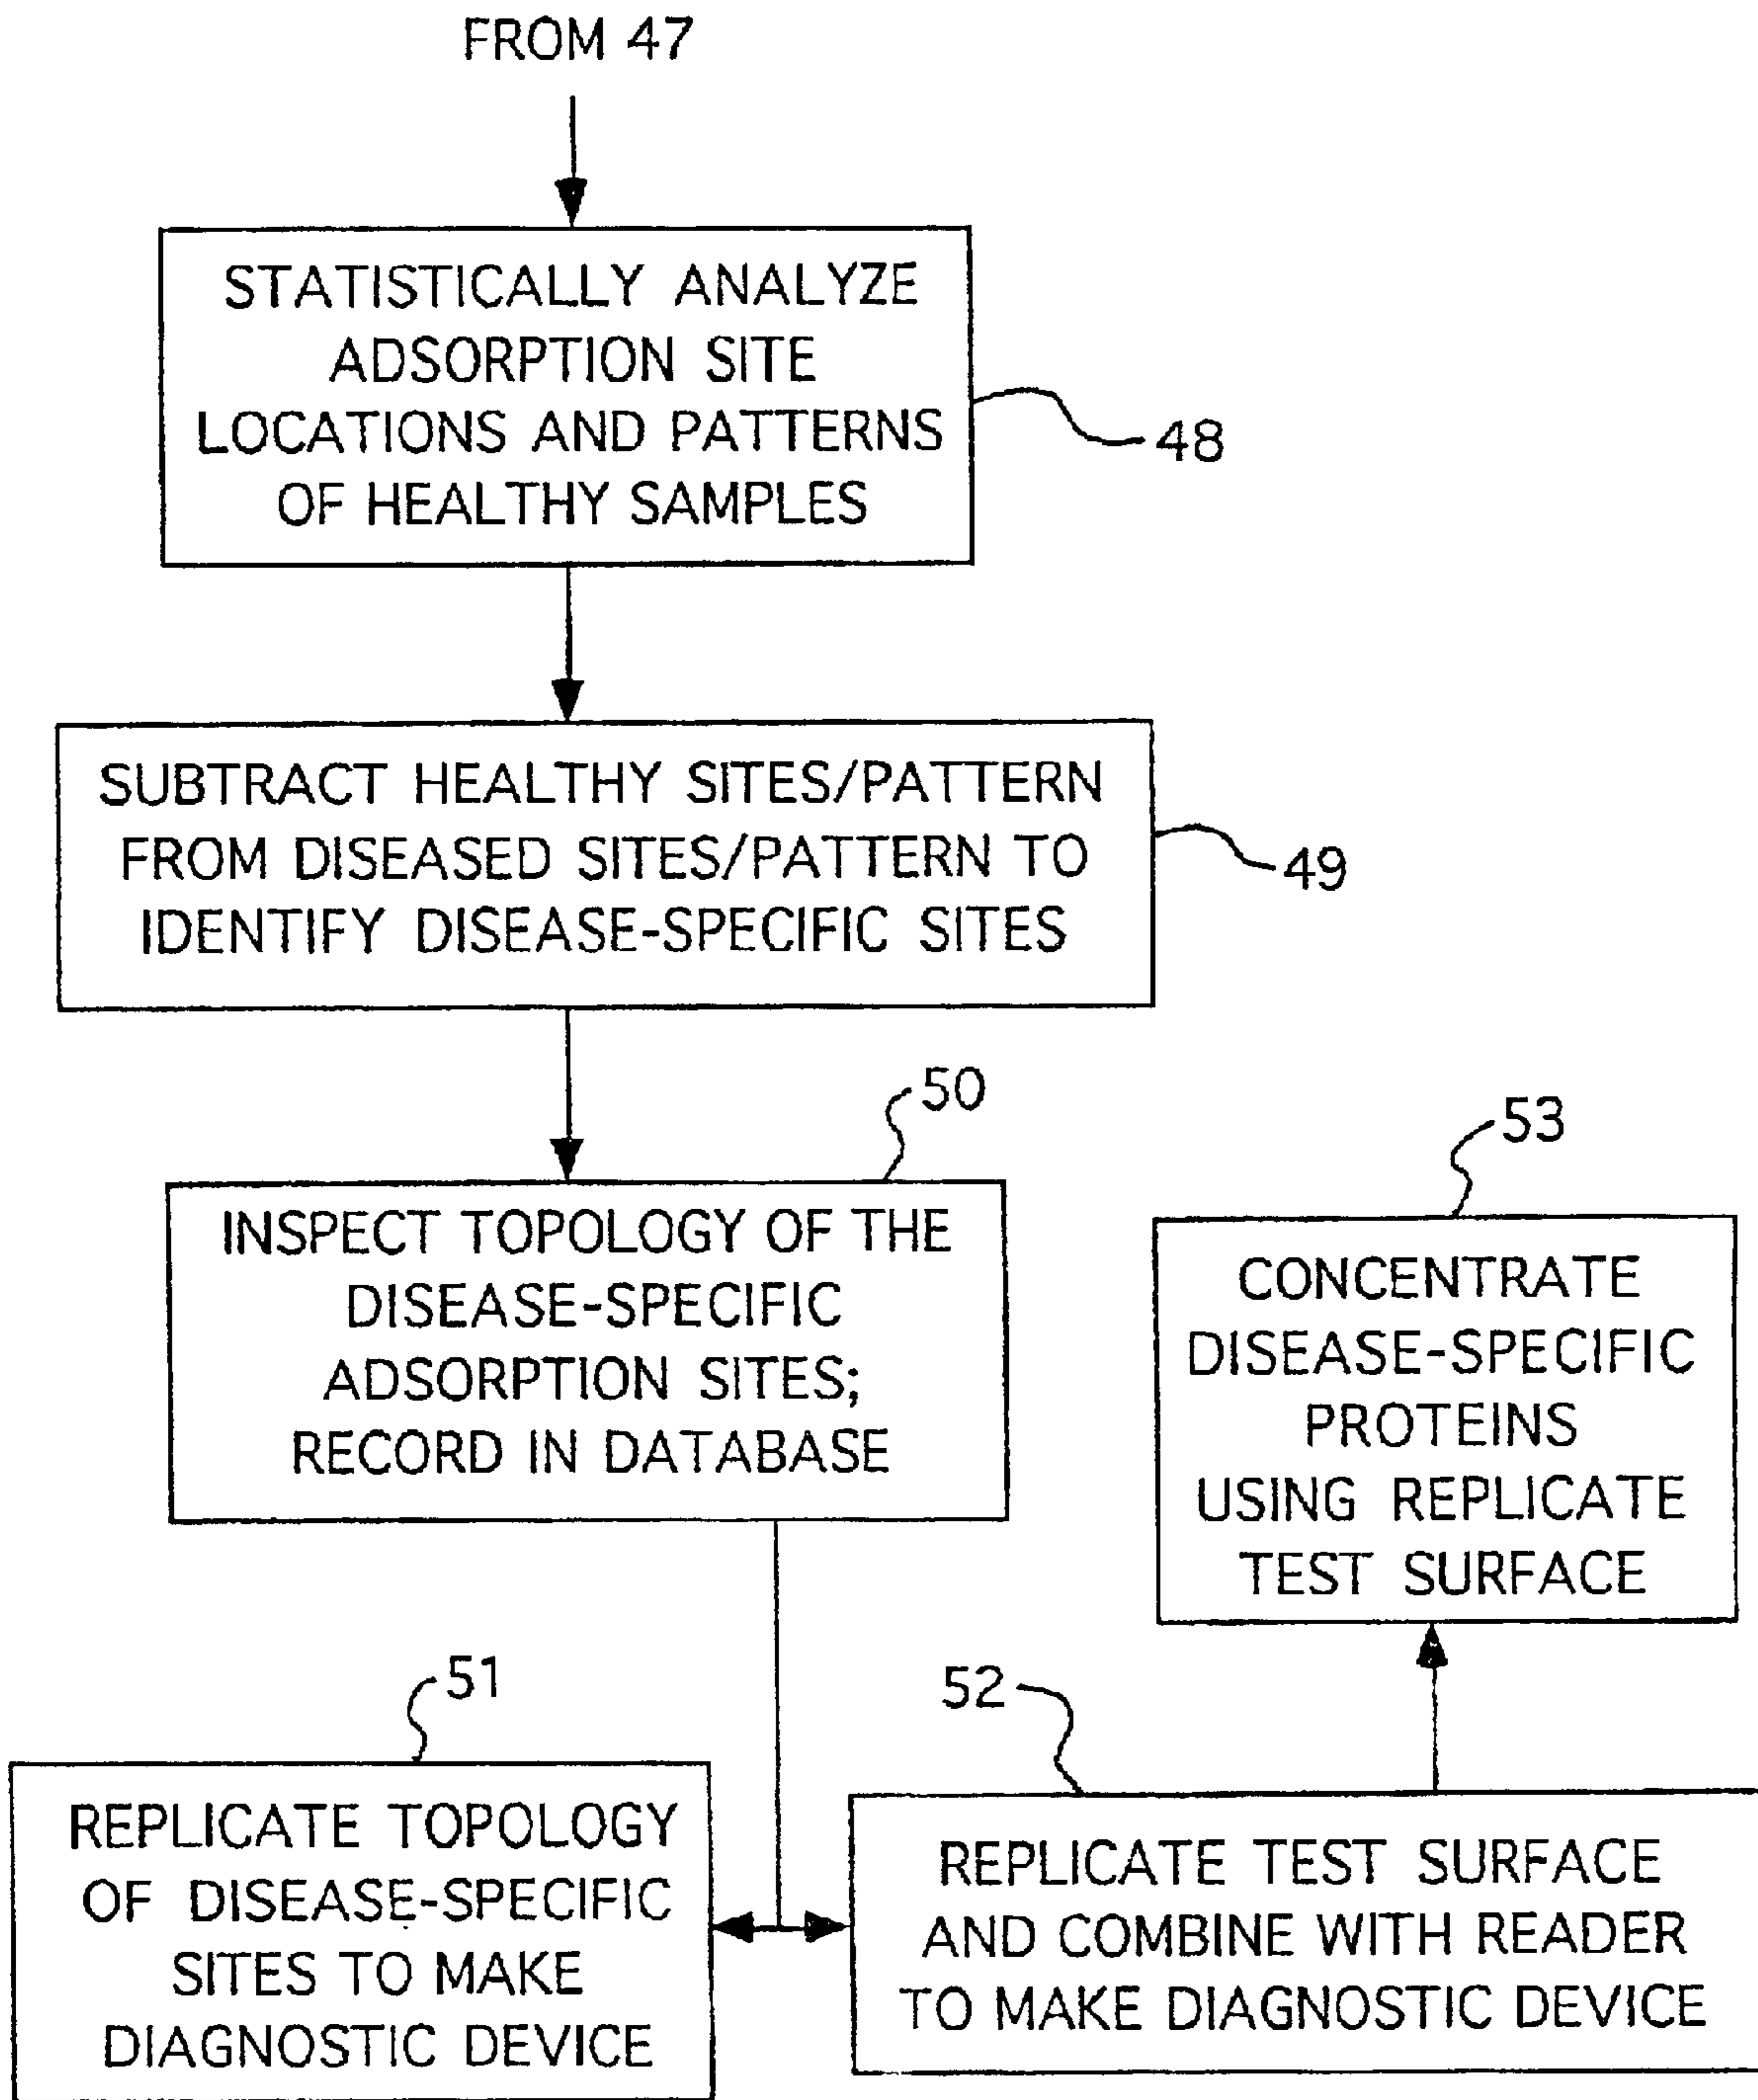 FROM 47
STATISTICALLY ANALYZE
ADSORPTION SITE
LOCATIONS AND PATTERNS
OF HEALTHY SAMPLES
48
SUBTRACT HEALTHY SITES/PATTERN
FROM DISEASED SITES/PATTERN TO
IDENTIFY DISEASE-SPECIFIC SITES
49
50
INSPECT TOPOLOGY OF THE
DISEASE-SPECIFIC
ADSORPTION SITES;
RECORD IN DATABASE
53
CONCENTRATE
DISEASE-SPECIFIC
PROTEINS
USING REPLICATE
TEST SURFACE
51
REPLICATE TOPOLOGY
OF DISEASE-SPECIFIC
SITES TO MAKE
DIAGNOSTIC DEVICE
52
REPLICATE TEST SURFACE
AND COMBINE WITH READER
TO MAKE DIAGNOSTIC DEVICE